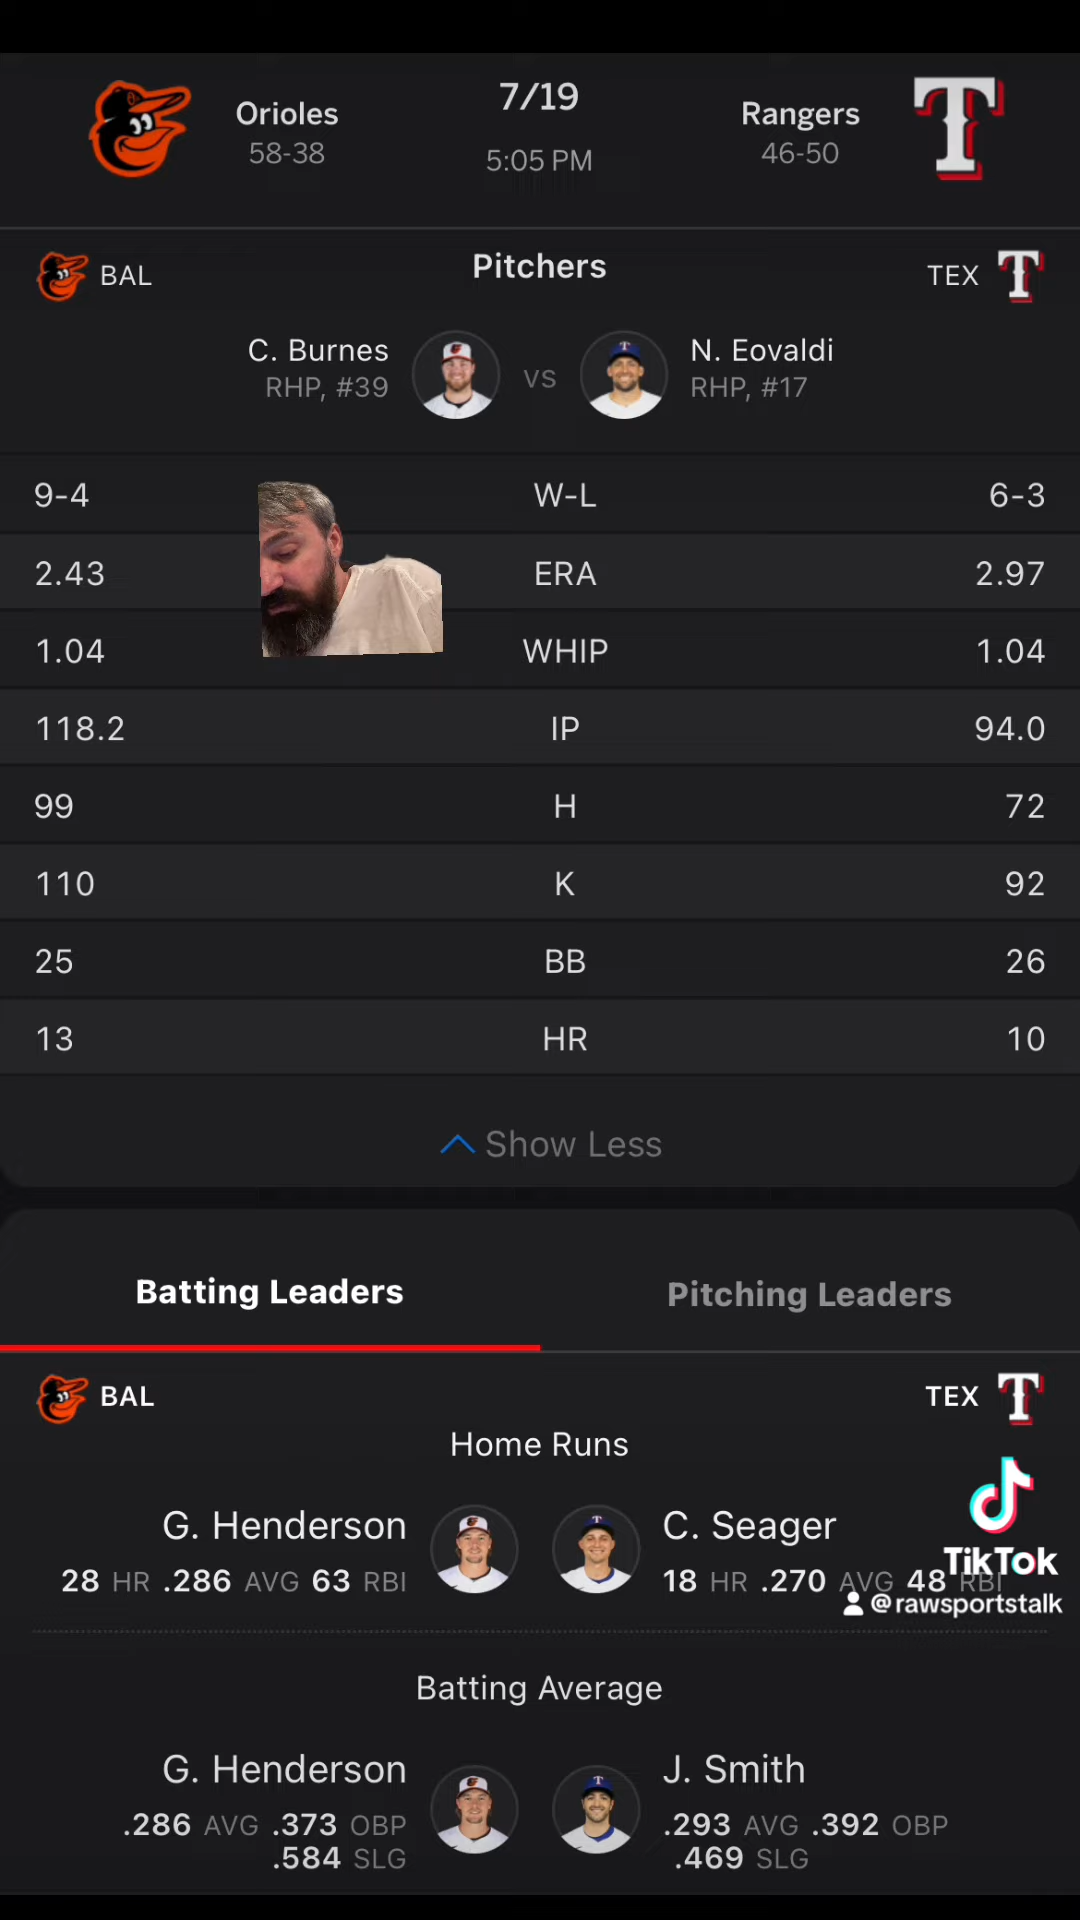 Orioles
58-38
7/19
5:05 PM
Rangers
46-50
BAL
Pitchers
TEX
C. Burnes
RHP, #39
vs
N. Eovaldi
RHP, #17
9-4 W-L 6-3
2.43 ERA 2.97
1.04 WHIP 1.04
118.2 IP 94.0
99 H 72
110 K 92
25 BB 26
13 HR 10
Show Less
Batting Leaders
Pitching Leaders
BAL
TEX
Home Runs
G. Henderson
28 HR .286 AVG 63 RBI
C. Seager
18 HR .270 AVG 48 RBI
TikTok
@rawsportstalk
Batting Average
G. Henderson
.286 AVG .373 OBP
.584 SLG
J. Smith
.293 AVG .392 OBP
.469 SLG